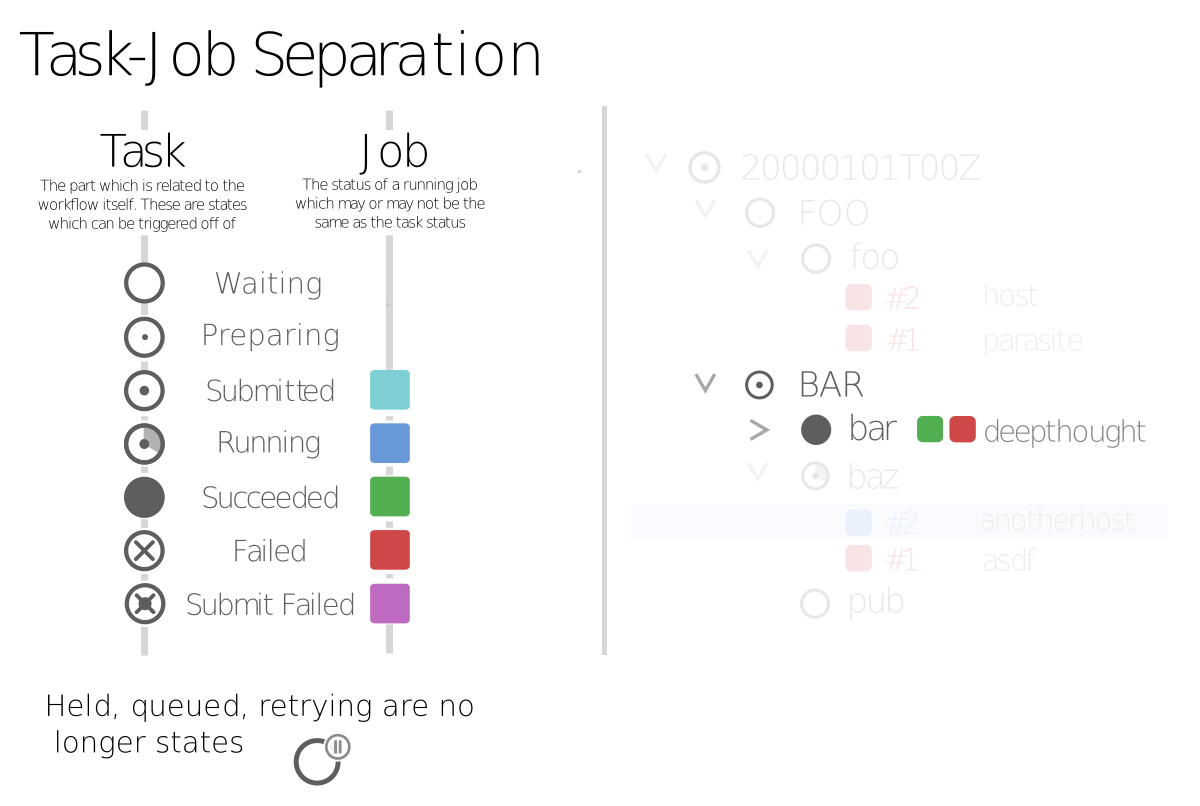 Task-Job Separation
Task
The part which is related to the
workflow itself. These are states
which can be triggered off of
Job
The status of a running job
which may or may not be the
same as the task status
Waiting
Preparing
Submitted
Running
Succeeded
Failed
Submit Failed
Held, queued, retrying are no
longer states
20000101T00Z
FOO
foo
#2 host
#1 parasite
BAR
bar deepthought
baz
#2 anotherhost
#1 asdf
pub